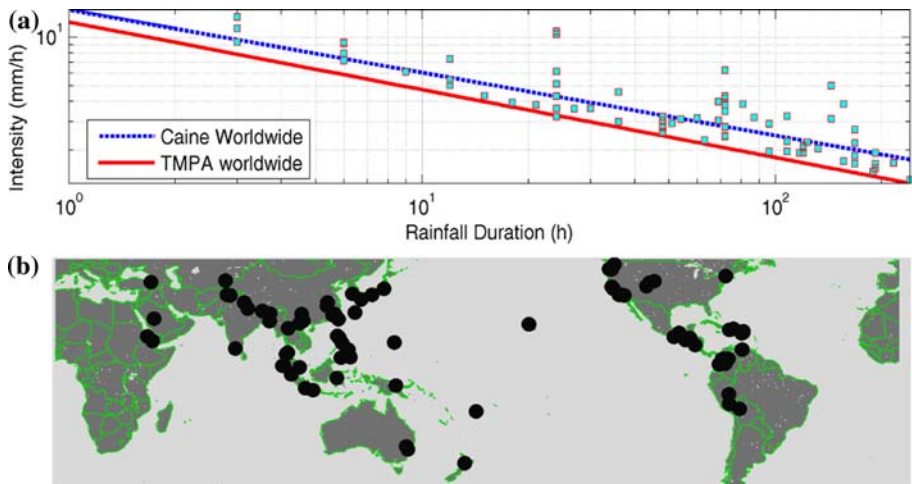 (a)
Intensity (mm/h)
10¹
Caine Worldwide
TMPA worldwide
10⁰
10¹
10²
Rainfall Duration (h)
(b)